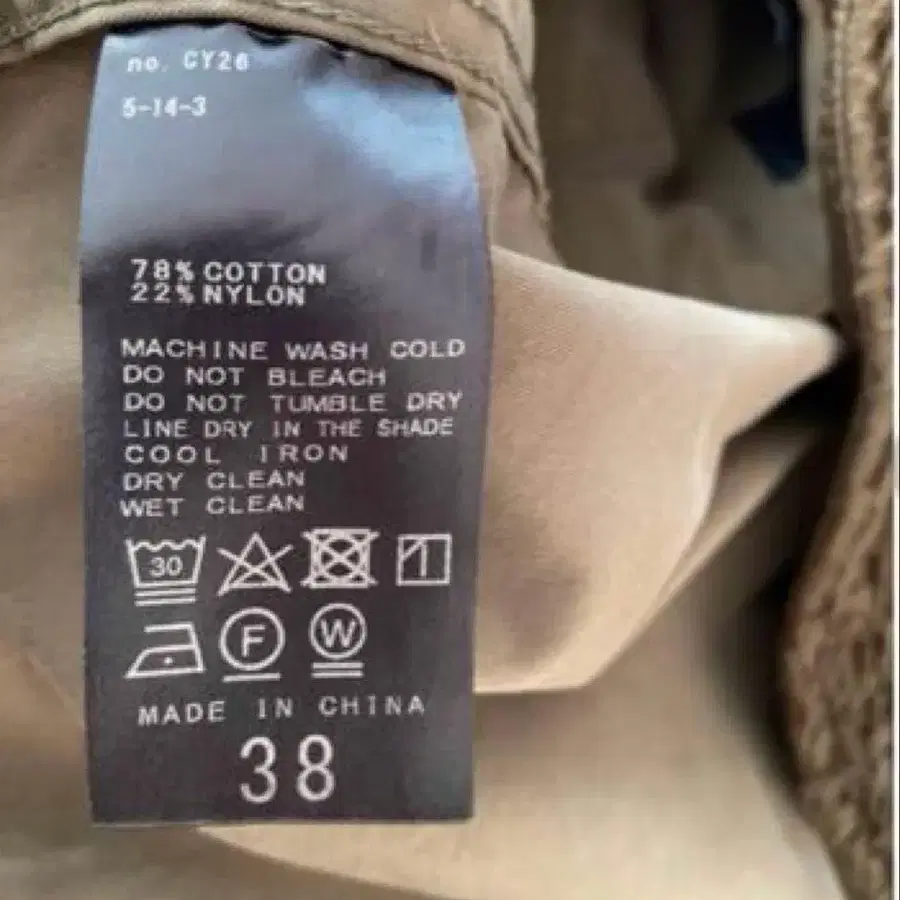 no. CY26
5-14-3
78% COTTON
22% NYLON
MACHINE WASH COLD
DO NOT BLEACH
DO NOT TUMBLE DRY
LINE DRY IN THE SHADE
COOL IRON
DRY CLEAN
WET CLEAN
30
F W
MADE IN CHINA
38